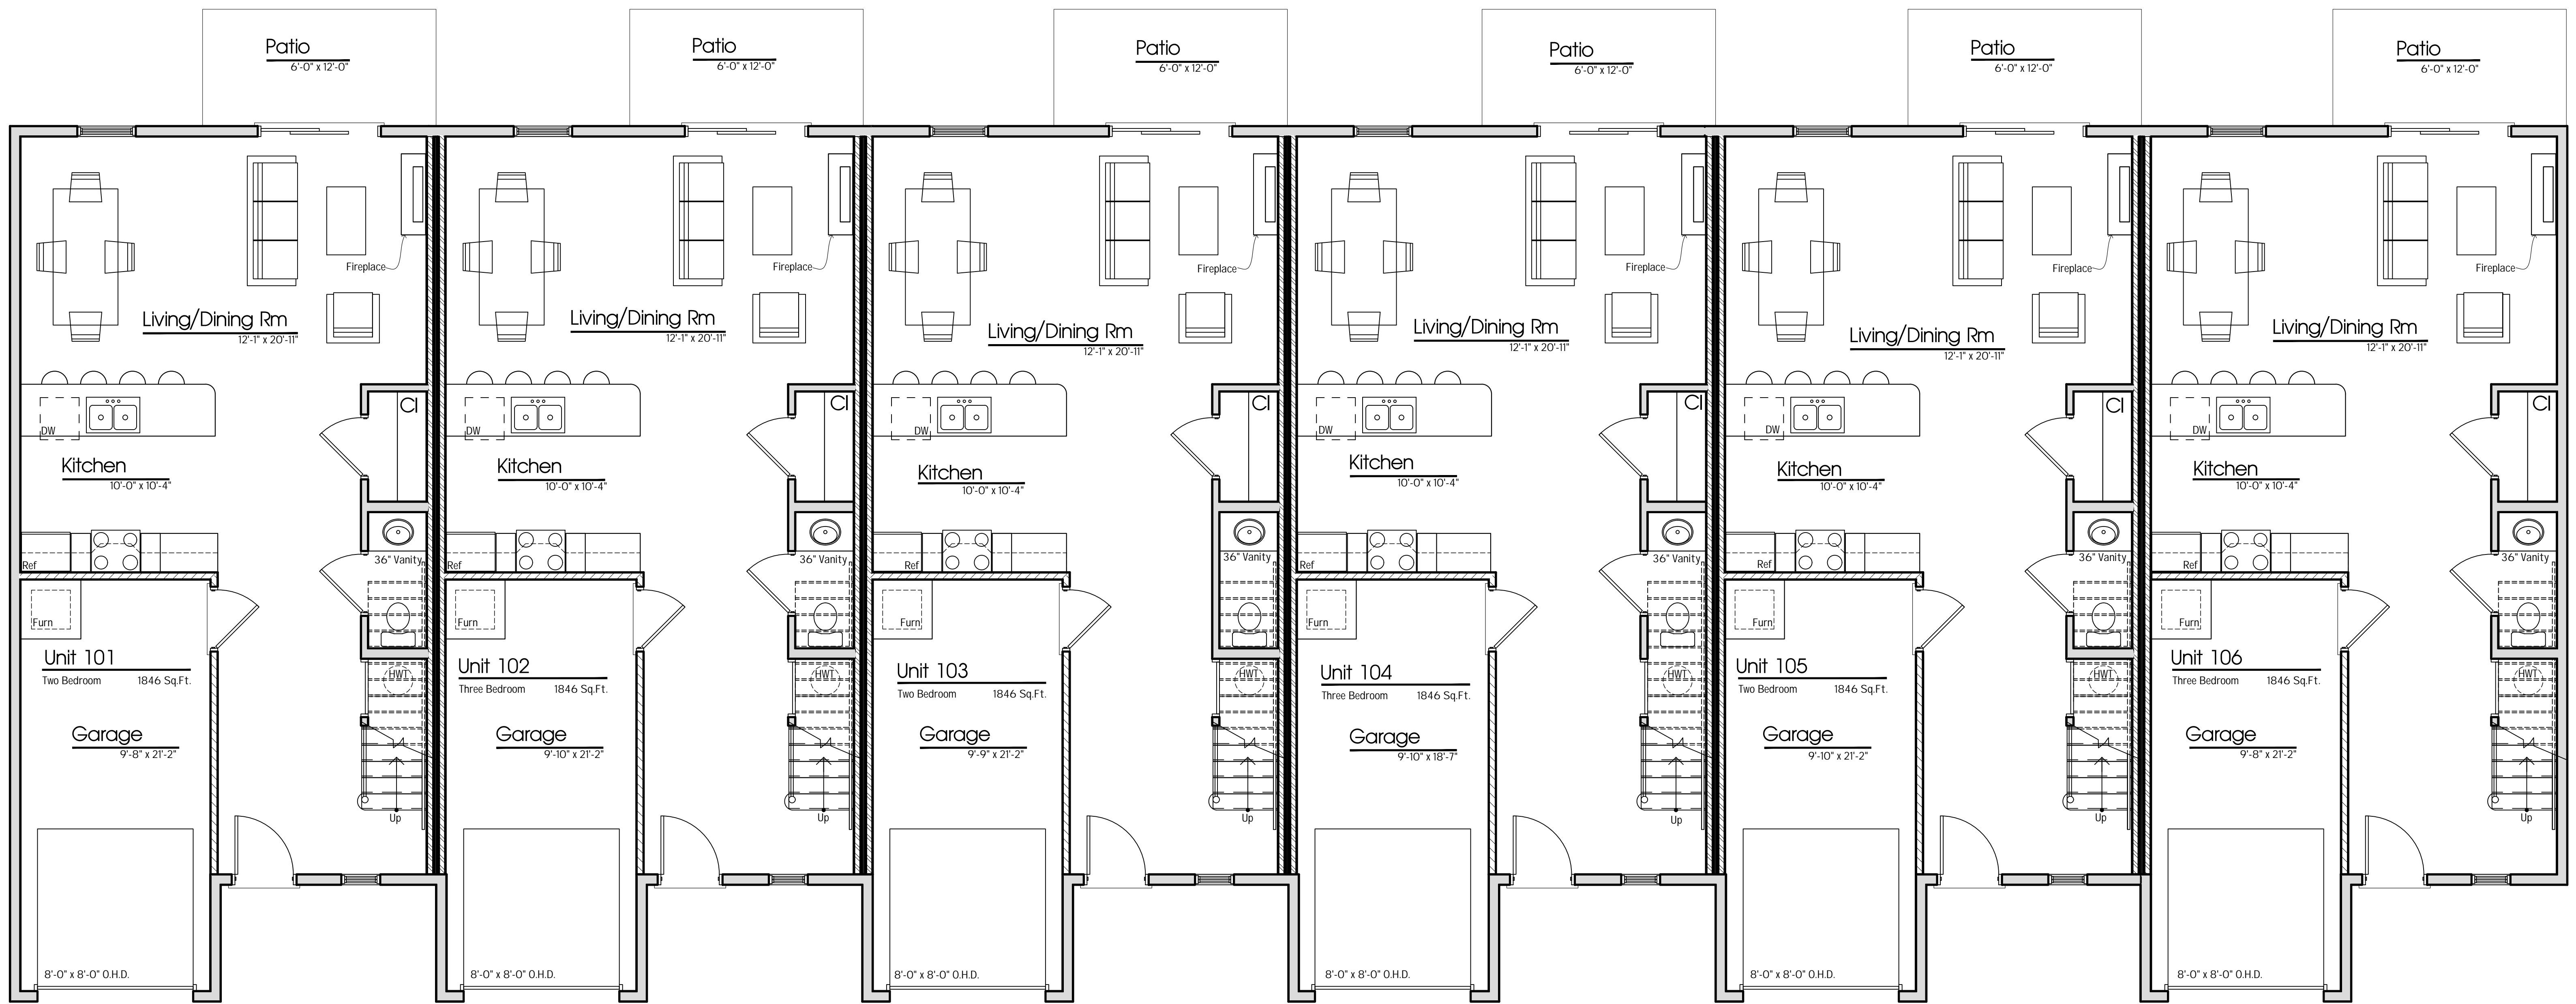 Patio
6'-0" x 12'-0"
Patio
6'-0" x 12'-0"
Patio
6'-0" x 12'-0"
Patio
6'-0" x 12'-0"
Patio
6'-0" x 12'-0"
Patio
6'-0" x 12'-0"
Fireplace
Living/Dining Rm
12'-1" x 20'-11"
Cl
DW
Kitchen
10'-0" x 10'-4"
36" Vanity
Ref
Furn
Unit 101
Two Bedroom 1846 Sq.Ft.
HWT
Garage
9'-8" x 21'-2"
Up
8'-0" x 8'-0" O.H.D.
Fireplace
Living/Dining Rm
12'-1" x 20'-11"
Cl
DW
Kitchen
10'-0" x 10'-4"
36" Vanity
Ref
Furn
Unit 102
Three Bedroom 1846 Sq.Ft.
HWT
Garage
9'-10" x 21'-2"
Up
8'-0" x 8'-0" O.H.D.
Fireplace
Living/Dining Rm
12'-1" x 20'-11"
Cl
DW
Kitchen
10'-0" x 10'-4"
36" Vanity
Ref
Furn
Unit 103
Two Bedroom 1846 Sq.Ft.
HWT
Garage
9'-9" x 21'-2"
Up
8'-0" x 8'-0" O.H.D.
Fireplace
Living/Dining Rm
12'-1" x 20'-11"
Cl
DW
Kitchen
10'-0" x 10'-4"
36" Vanity
Ref
Furn
Unit 104
Three Bedroom 1846 Sq.Ft.
HWT
Garage
9'-10" x 18'-7"
Up
8'-0" x 8'-0" O.H.D.
Fireplace
Living/Dining Rm
12'-1" x 20'-11"
Cl
DW
Kitchen
10'-0" x 10'-4"
36" Vanity
Ref
Furn
Unit 105
Two Bedroom 1846 Sq.Ft.
HWT
Garage
9'-10" x 21'-2"
Up
8'-0" x 8'-0" O.H.D.
Fireplace
Living/Dining Rm
12'-1" x 20'-11"
Cl
DW
Kitchen
10'-0" x 10'-4"
36" Vanity
Ref
Furn
Unit 106
Three Bedroom 1846 Sq.Ft.
HWT
Garage
9'-8" x 21'-2"
Up
8'-0" x 8'-0" O.H.D.